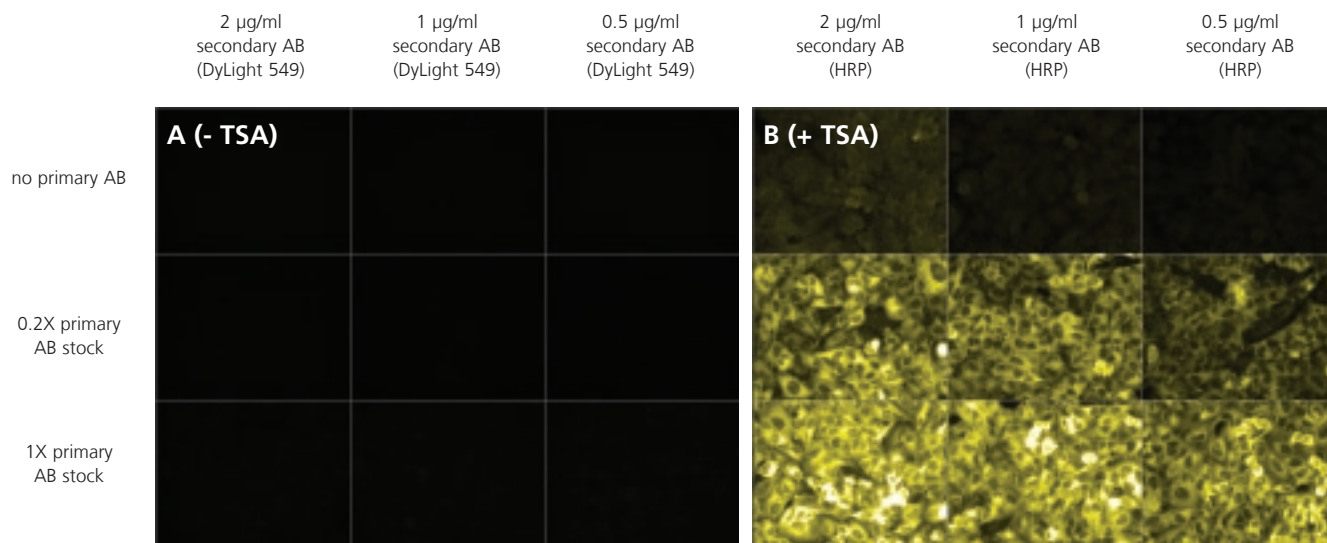 2 µg/ml
secondary AB
(DyLight 549)
1 µg/ml
secondary AB
(DyLight 549)
0.5 µg/ml
secondary AB
(DyLight 549)
2 µg/ml
secondary AB
(HRP)
1 µg/ml
secondary AB
(HRP)
0.5 µg/ml
secondary AB
(HRP)
A (- TSA)
B (+ TSA)
no primary AB
0.2X primary
AB stock
1X primary
AB stock